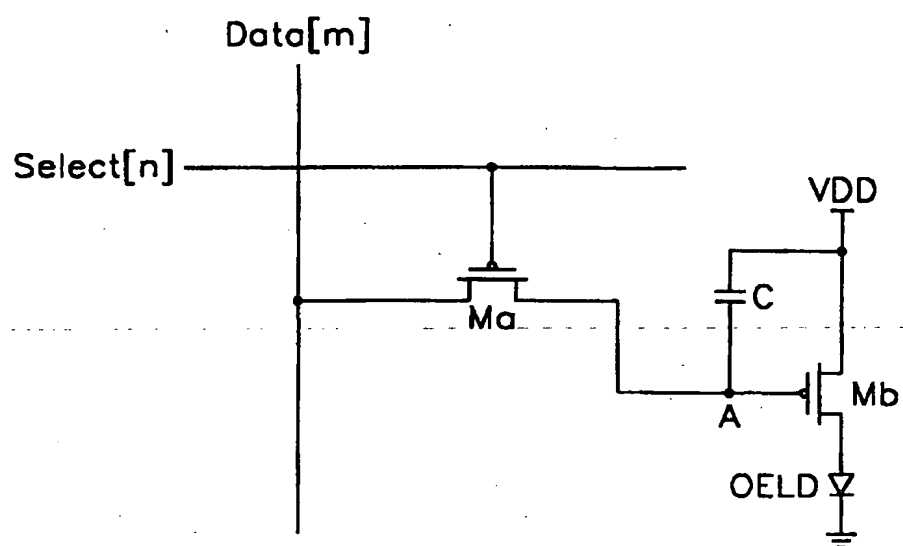 Data[m]
Select[n]
VDD
C
Ma
Mb
A
OELD